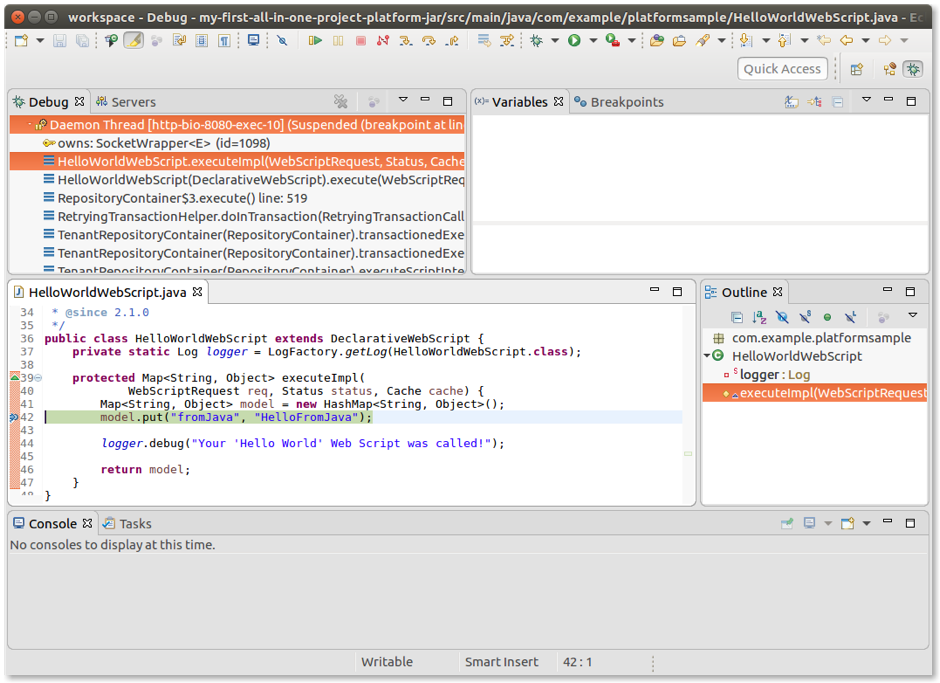 workspace - Debug - my-first-all-in-one-project-platform-jar/src/main/java/com/example/platformsample/HelloWorldWebScript.java - Ec
Quick Access
Debug
Servers
Daemon Thread [http-bio-8080-exec-10] (Suspended (breakpoint at lin
owns: SocketWrapper<E> (id=1098)
HelloWorldWebScript.executeImpl(WebScriptRequest, Status, Cache
HelloWorldWebScript(DeclarativeWebScript).execute(WebScriptReq
RepositoryContainer$3.execute() line: 519
RetryingTransactionHelper.doInTransaction(RetryingTransactionCall
TenantRepositoryContainer(RepositoryContainer).transactionedExe
TenantRepositoryContainer(RepositoryContainer).transactionedExe
TenantRepositoryContainer(RepositoryContainer).executeScriptInte
(x)= Variables
Breakpoints
HelloWorldWebScript.java
34 * @since 2.1.0
35 */
36 public class HelloWorldWebScript extends DeclarativeWebScript {
37 private static Log logger = LogFactory.getLog(HelloWorldWebScript.class);
38
39 protected Map<String, Object> executeImpl(
40 WebScriptRequest req, Status status, Cache cache) {
41 Map<String, Object> model = new HashMap<String, Object>();
42 model.put("fromJava", "HelloFromJava");
43
44 logger.debug("Your 'Hello World' Web Script was called!");
45
46 return model;
47 }
48 }
Outline
com.example.platformsample
HelloWorldWebScript
logger : Log
executeImpl(WebScriptRequest
Console
Tasks
No consoles to display at this time.
Writable
Smart Insert
42 : 1